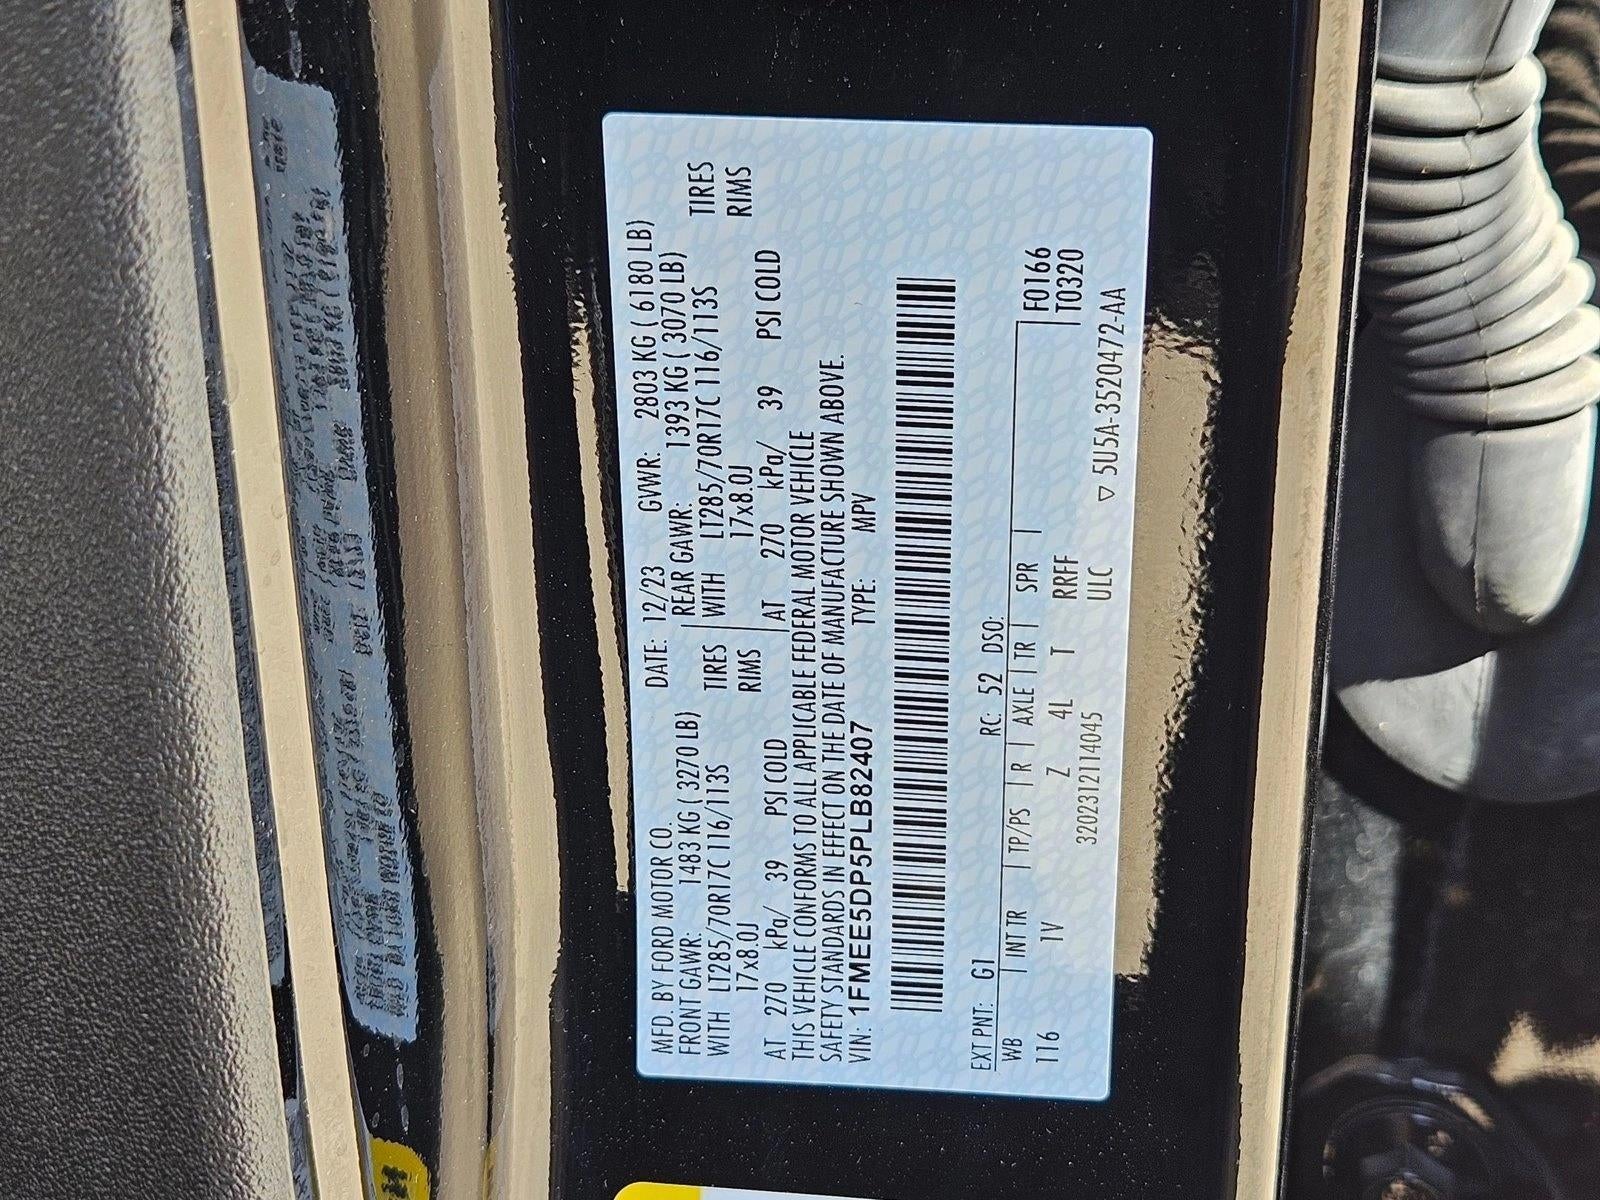 MFD. BY FORD MOTOR CO. DATE: 12/23 GVWR: 2803 KG ( 6180 LB)
FRONT GAWR: 1483 KG ( 3270 LB) REAR GAWR: 1393 KG ( 3070 LB)
WITH LT285/70R17C 116/113S TIRES WITH LT285/70R17C 116/113S TIRES
17x8.0J RIMS 17x8.0J RIMS
AT 270 kPa/ 39 PSI COLD AT 270 kPa/ 39 PSI COLD
THIS VEHICLE CONFORMS TO ALL APPLICABLE FEDERAL MOTOR VEHICLE
SAFETY STANDARDS IN EFFECT ON THE DATE OF MANUFACTURE SHOWN ABOVE.
VIN: 1FMEE5DP5PLB82407 TYPE: MPV
EXT PNT: G1 RC: 52 DSO:
WB INT TR TP/PS R AXLE TR SPR F0166
116 1V Z 4L T RRFF T0320
3202312114045 ULC ▽ 5U5A-3520472-AA